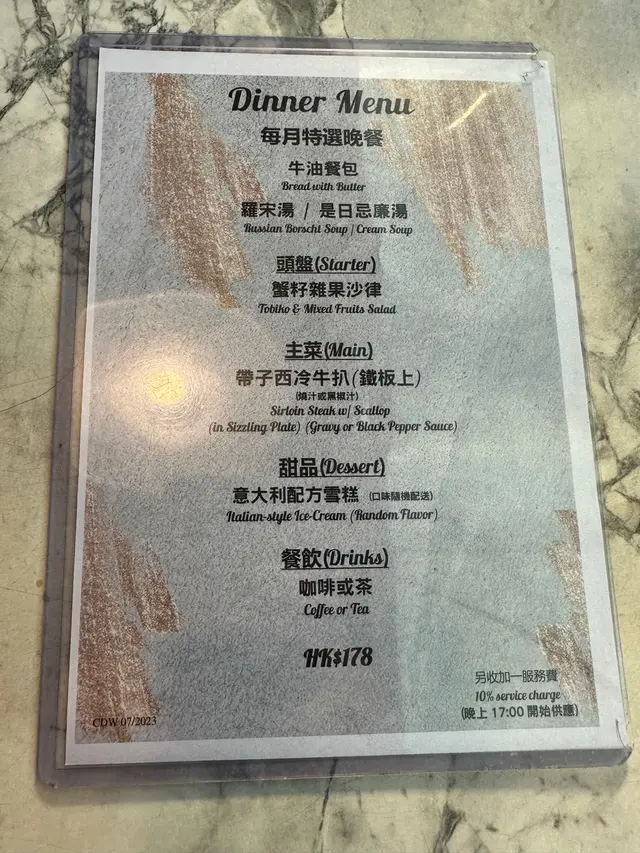 Dinner Menu
每月特選晚餐
牛油餐包
Bread with Butter
羅宋湯 / 是日忌廉湯
Russian Borscht Soup / Cream Soup
頭盤(Starter)
蟹籽雜果沙律
Tobiko & Mixed Fruits Salad
主菜(Main)
帶子西冷牛扒(鐵板上)
(燒汁或黑椒汁)
Sirloin Steak w/ Scallop
(in Sizzling Plate) (Gravy or Black Pepper Sauce)
甜品(Dessert)
意大利配方雪糕 (口味隨機配送)
Italian-style Ice-Cream (Random Flavor)
餐飲(Drinks)
咖啡或茶
Coffee or Tea
HK$178
另收加一服務費
10% service charge
(晚上 17:00 開始供應)
CDW 07/2023